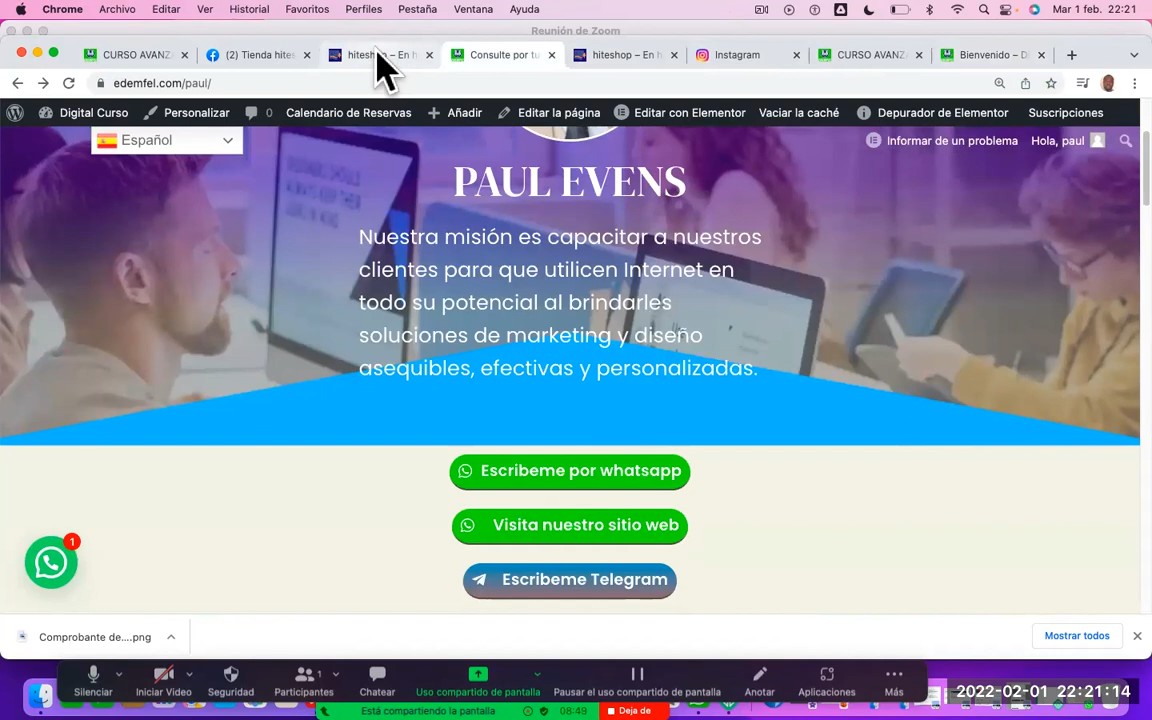 Chrome Archivo Editar Ver Historial Favoritos Perfiles Pestaña Ventana Ayuda Mar 1 feb. 22:21
Reunión de Zoom
CURSO AVANZ (2) Tienda hites hiteshop – En h Consulte por tu hiteshop – En h Instagram CURSO AVANZ Bienvenido – D
edemfel.com/paul/
Digital Curso Personalizar 0 Calendario de Reservas Añadir Editar la página Editar con Elementor Vaciar la caché Depurador de Elementor Suscripciones
Español Informar de un problema Hola, paul
PAUL EVENS
Nuestra misión es capacitar a nuestros
clientes para que utilicen Internet en
todo su potencial al brindarles
soluciones de marketing y diseño
asequibles, efectivas y personalizadas.
Escribeme por whatsapp
Visita nuestro sitio web
1
Escribeme Telegram
Comprobante de....png Mostrar todos
Silenciar Iniciar Video Seguridad Participantes 1 Chatear Uso compartido de pantalla Pausar el uso compartido de pantalla Anotar Aplicaciones Más
2022-02-01 22:21:14
Está compartiendo la pantalla 08:49 Deja de